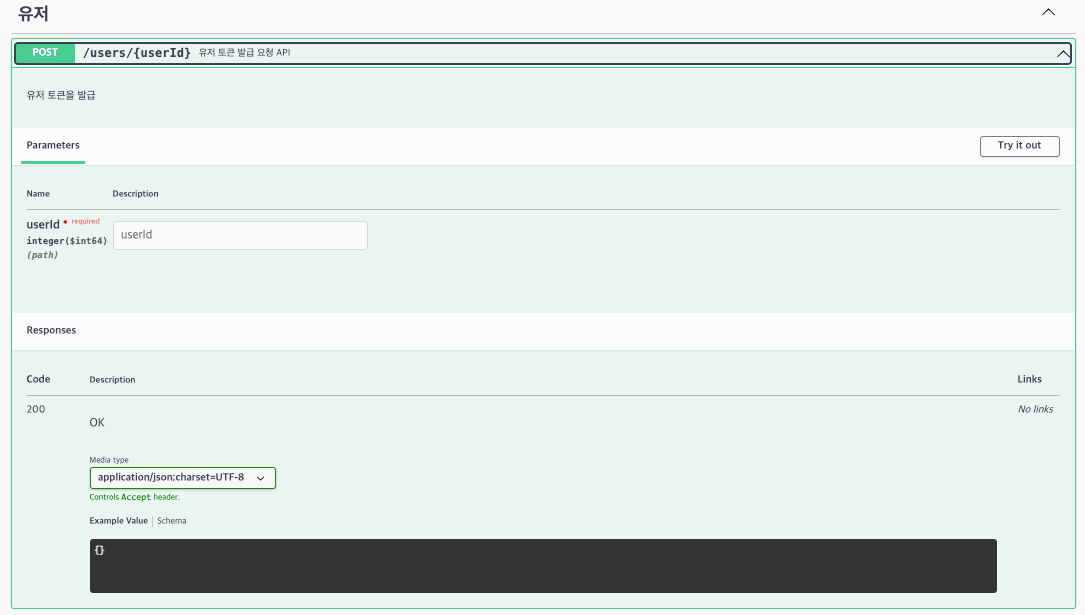 유저
POST /users/{userId} 유저 토큰 발급 요청 API
유저 토큰을 발급
Parameters Try it out
Name Description
userId * required
integer($int64) userId
(path)
Responses
Code Description Links
200 No links
OK
Media type
application/json;charset=UTF-8
Controls Accept header.
Example Value Schema
{}